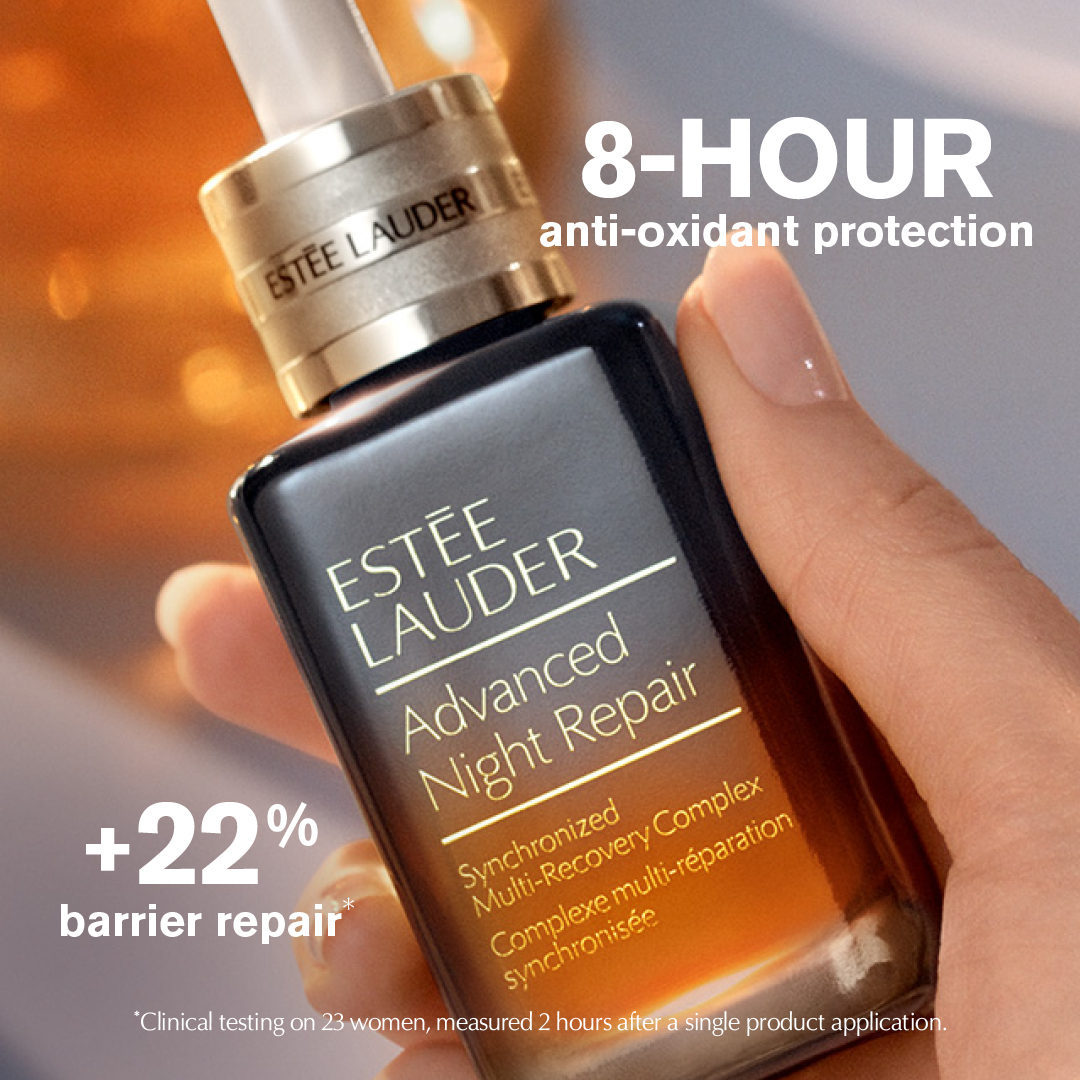 8-HOUR
anti-oxidant protection
ESTĒE LAUDER
E
ESTĒE
LAUDER
Advanced
Night Repair
Synchronized
Multi-Recovery Complex
Complexe multi-réparation
synchronisée
+22%
barrier repair*
*Clinical testing on 23 women, measured 2 hours after a single product application.